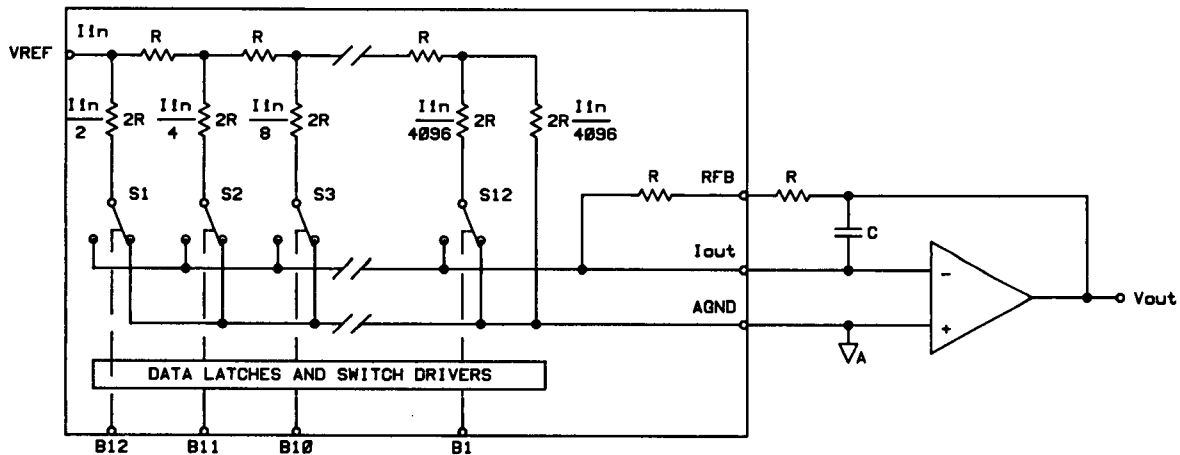 Iin
VREF
R
R
R
Iin
2
2R
Iin
4
2R
Iin
8
2R
Iin
4096
2R
2R
Iin
4096
S1
S2
S3
S12
R
RFB
R
C
Iout
AGND
-
+
Vout
A
DATA LATCHES AND SWITCH DRIVERS
B12
B11
B10
B1